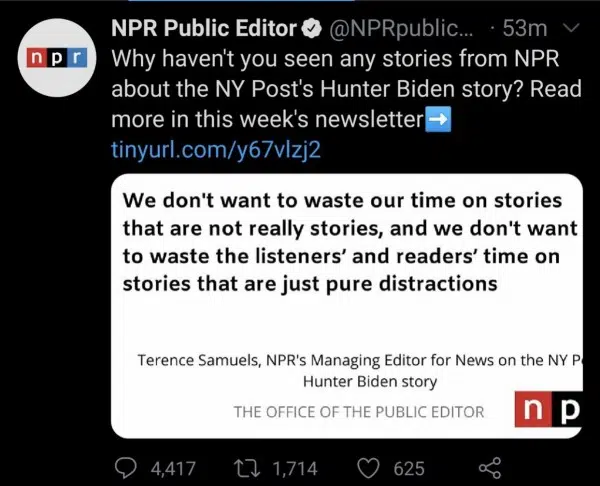 NPR Public Editor @NPRpublic... · 53m
npr
Why haven't you seen any stories from NPR
about the NY Post's Hunter Biden story? Read
more in this week's newsletter➡️
tinyurl.com/y67vlzj2
We don't want to waste our time on stories
that are not really stories, and we don't want
to waste the listeners’ and readers’ time on
stories that are just pure distractions
Terence Samuels, NPR's Managing Editor for News on the NY P
Hunter Biden story
THE OFFICE OF THE PUBLIC EDITOR
n p
4,417 1,714 625